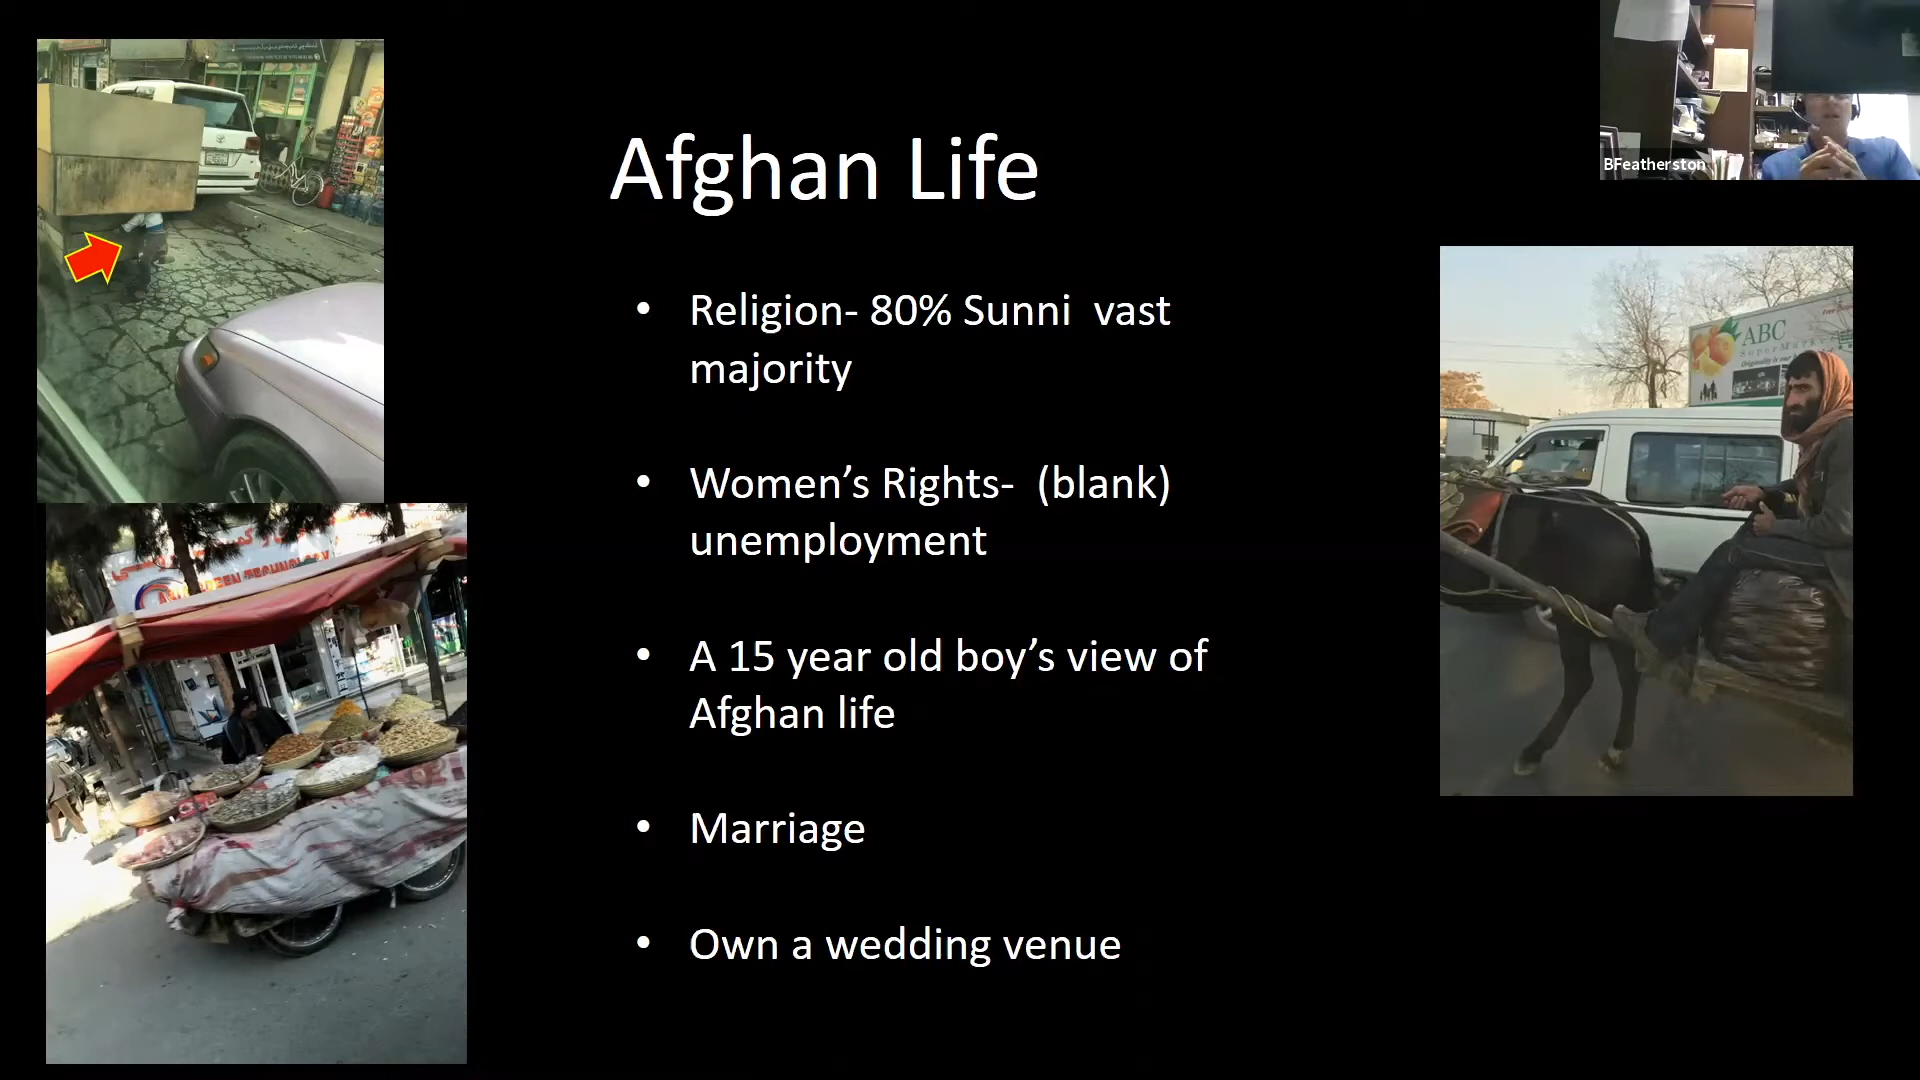 Afghan Life
• Religion- 80% Sunni vast
majority
• Women’s Rights- (blank)
unemployment
• A 15 year old boy’s view of
Afghan life
• Marriage
• Own a wedding venue
BFeatherston
ABC
SuperMarke